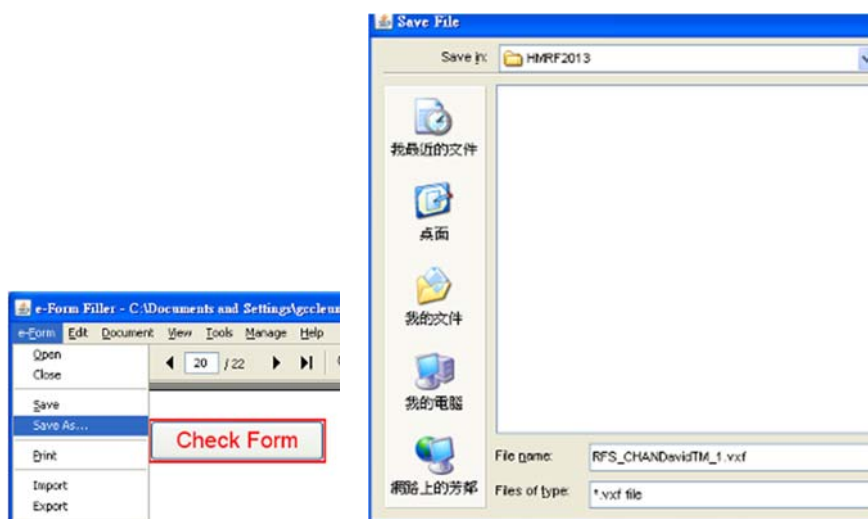 e-Form Filler - C:\Documents and Settings\gccleun
e-Form Edit Document View Tools Manage Help
Open
Close
20 / 22
Save
Save As...
Check Form
Print
Import
Export
Save File
Save in: HMRF2013
我最近的文件
桌面
我的文件
我的電腦
網路上的芳鄰
File name: RFS_CHANDavidTM_1.vxf
Files of type: *.vxf file